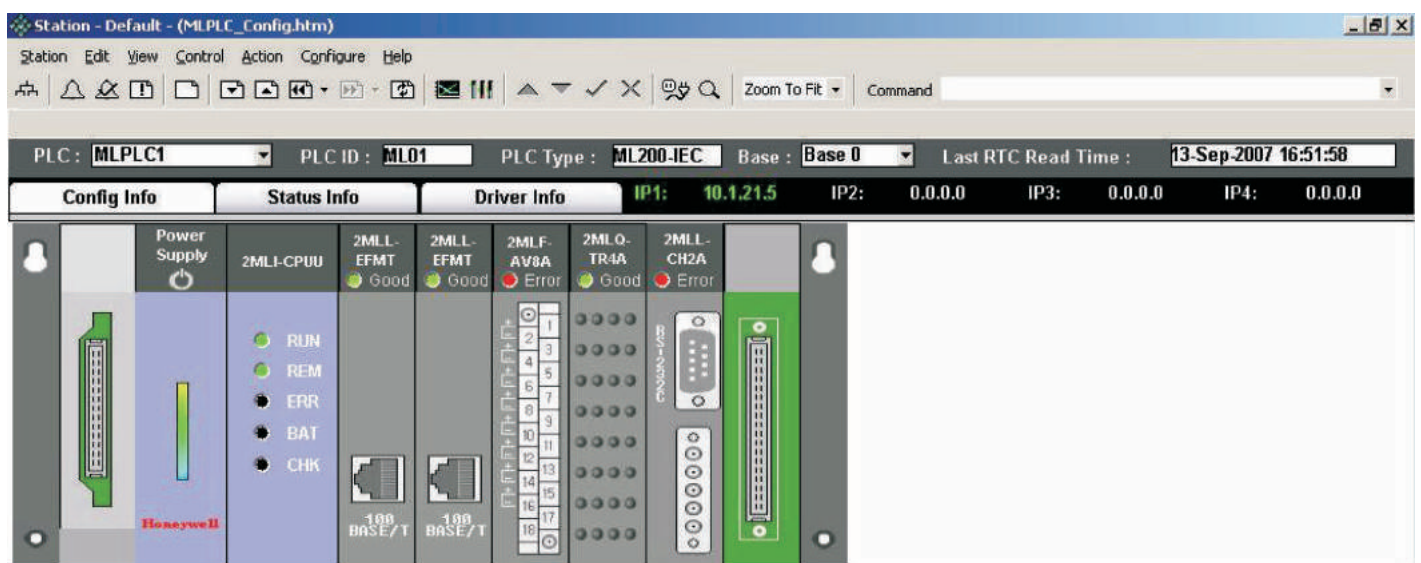 Station - Default - (MLPLC_Config.htm)
Station Edit View Control Action Configure Help
Zoom To Fit Command
PLC : MLPLC1 PLC ID : ML01 PLC Type : ML200-IEC Base : Base 0 Last RTC Read Time : 13-Sep-2007 16:51:58
Config Info Status Info Driver Info IP1: 10.1.21.5 IP2: 0.0.0.0 IP3: 0.0.0.0 IP4: 0.0.0.0
Power Supply
2MLI-CPUU
2MLL-
EFMT
Good
2MLL-
EFMT
Good
2MLF-
AV8A
Error
2MLQ-
TR4A
Good
2MLL-
CH2A
Error
RUN
REM
ERR
BAT
CHK
Honeywell
100
BASE/T
100
BASE/T
1
2
3
4
5
6
7
8
9
10
11
12
13
14
15
16
17
18
RS-232C